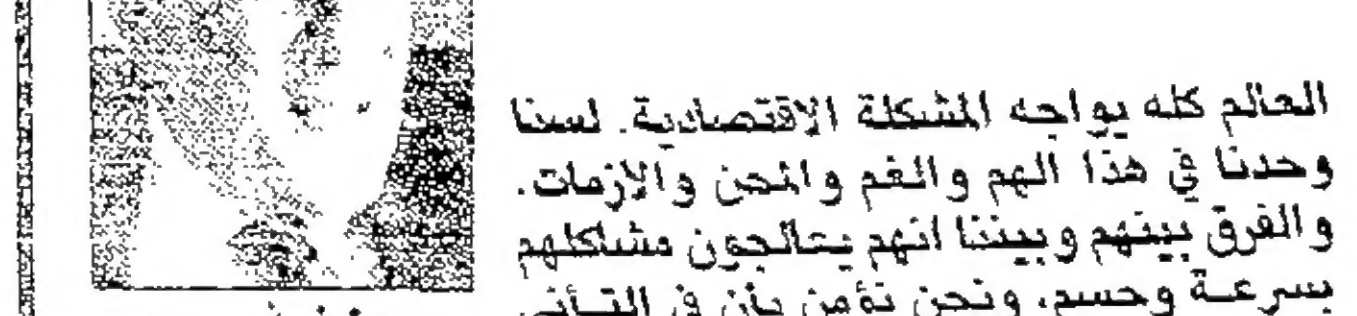 العالم كله يواجه المشكلة الاقتصادية. لسنا
وحدنا في هذا الهم والغم والمحن والازمات.
والفرق بينهم وبيننا انهم يعالجون مشاكلهم
بسرعة وحسم، ونحن نؤمن بأن في التأني